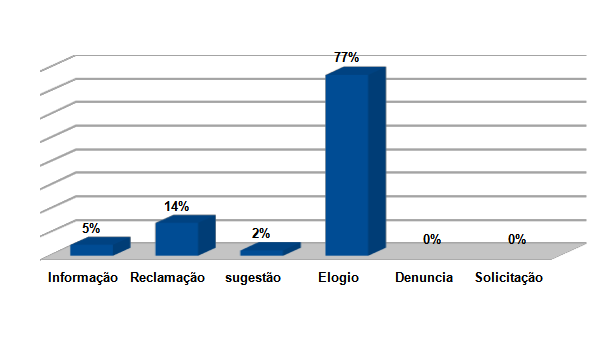 77%
14%
5%
2%
0%
0%
Informação
Reclamação
sugestão
Elogio
Denuncia
Solicitação